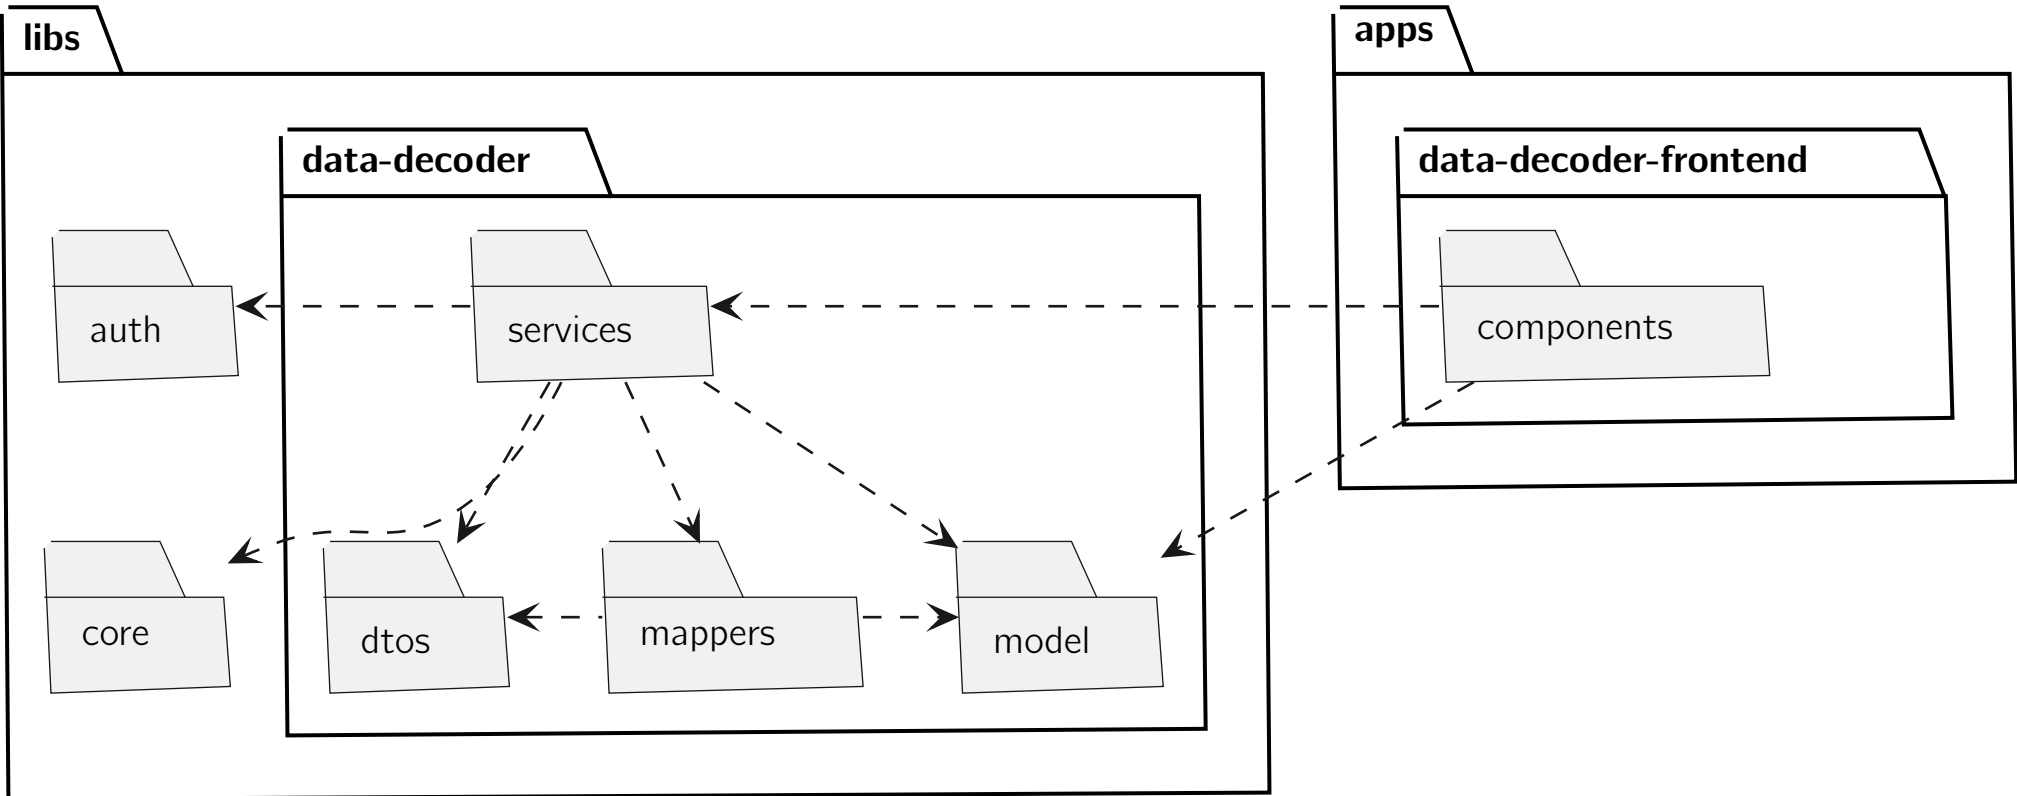 libs
apps
data-decoder
data-decoder-frontend
auth
services
components
core
dtos
mappers
model